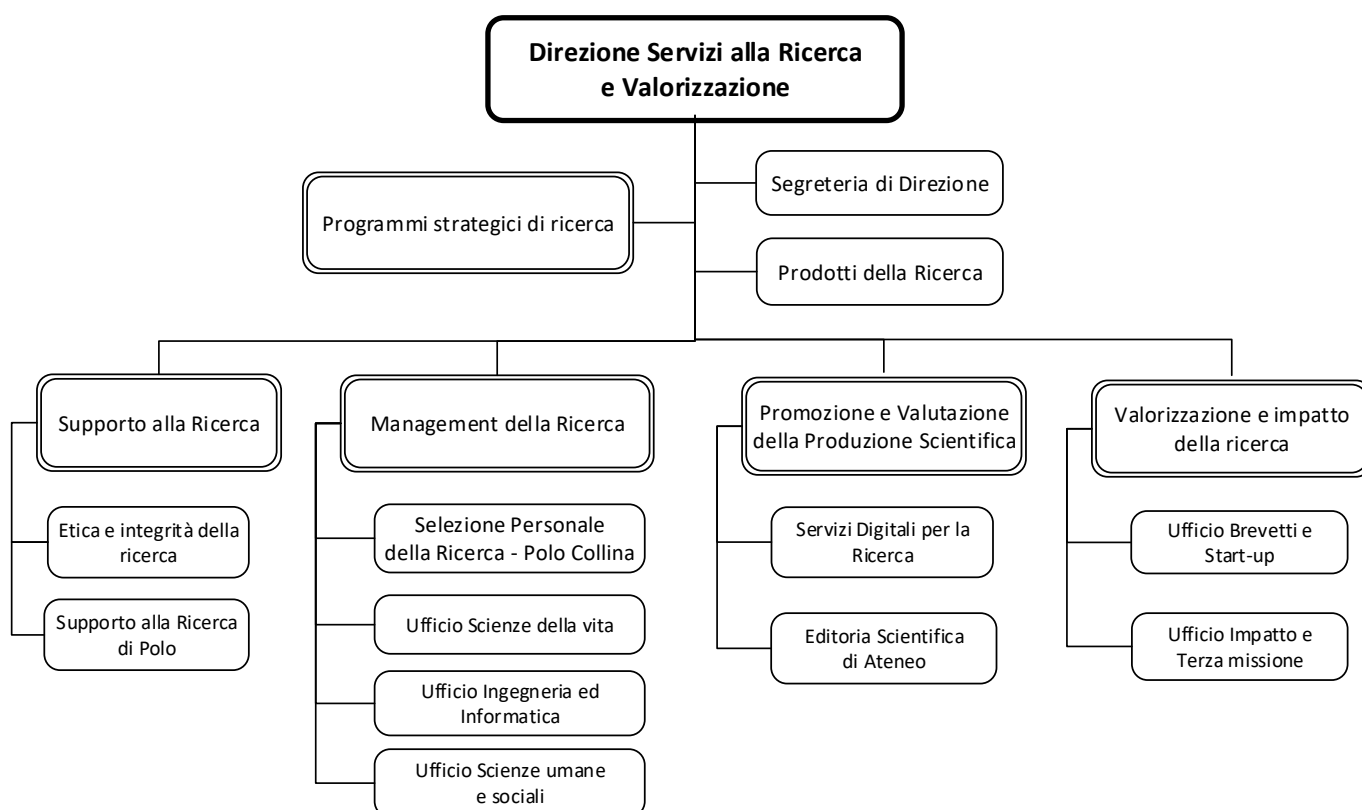 Direzione Servizi alla Ricerca
e Valorizzazione
Programmi strategici di ricerca
Segreteria di Direzione
Prodotti della Ricerca
Supporto alla Ricerca
Etica e integrità della
ricerca
Supporto alla Ricerca
di Polo
Management della Ricerca
Selezione Personale
della Ricerca - Polo Collina
Ufficio Scienze della vita
Ufficio Ingegneria ed
Informatica
Ufficio Scienze umane
e sociali
Promozione e Valutazione
della Produzione Scientifica
Servizi Digitali per la
Ricerca
Editoria Scientifica
di Ateneo
Valorizzazione e impatto
della ricerca
Ufficio Brevetti e
Start-up
Ufficio Impatto e
Terza missione